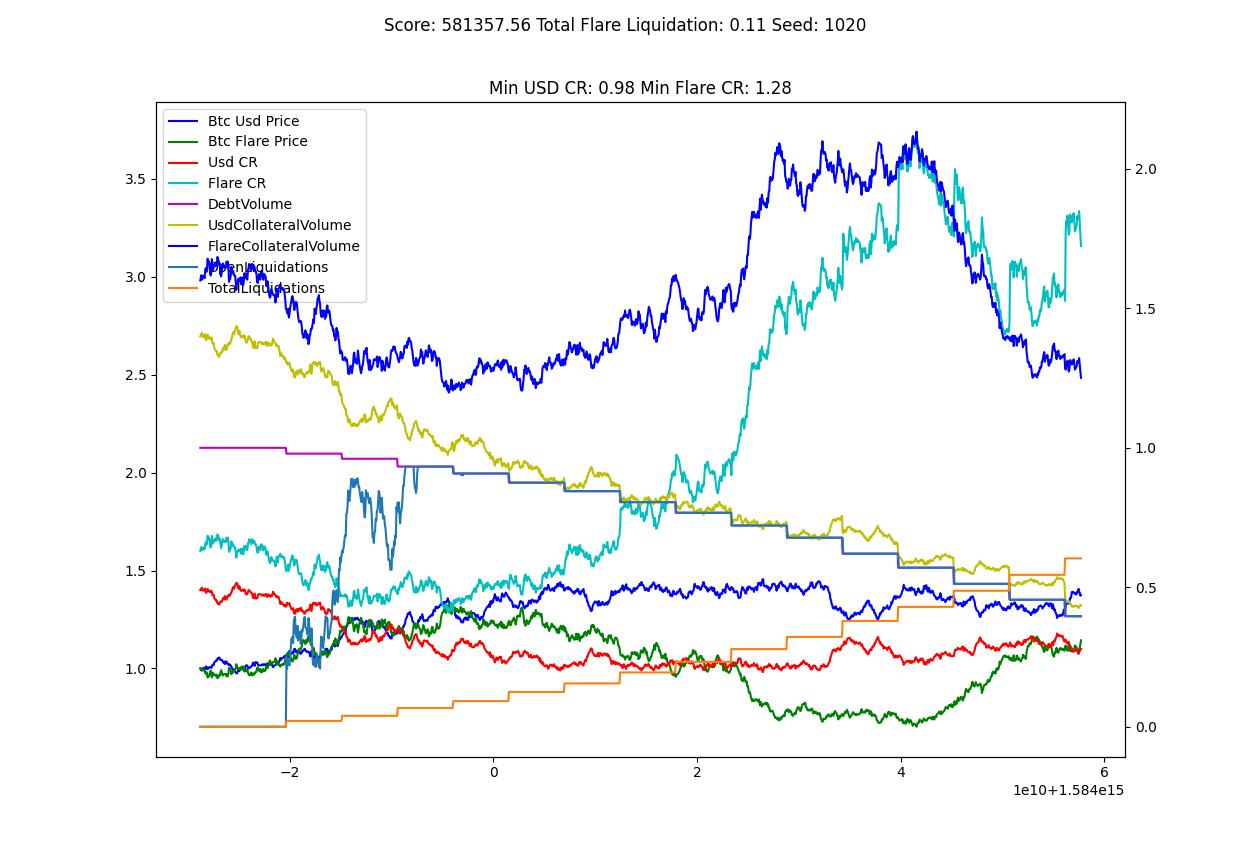 Score: 581357.56 Total Flare Liquidation: 0.11 Seed: 1020
Min USD CR: 0.98 Min Flare CR: 1.28
Btc Usd Price
Btc Flare Price
Usd CR
Flare CR
DebtVolume
UsdCollateralVolume
FlareCollateralVolume
OpenLiquidations
TotalLiquidations
3.5
3.0
2.5
2.0
1.5
1.0
2.0
1.5
1.0
0.5
0.0
−2
0
2
4
6
1e10+1.584e15